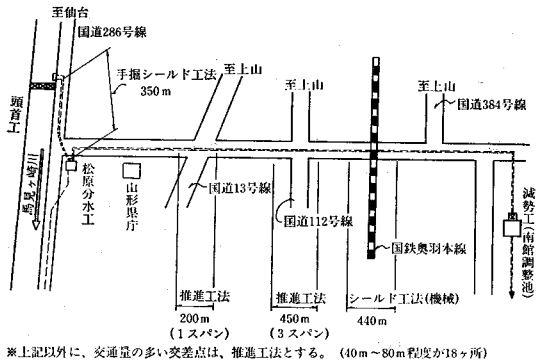 至仙台
国道286号線
手掘シールド工法
350m
至上山
至上山
至上山
国道384号線
頭首工
馬見ヶ崎川
松原分水工
山形県庁
国道13号線
国道112号線
国鉄奥羽本線
減勢工(南館調整池)
推進工法
200m
(1スパン)
推進工法
450m
(3スパン)
シールド工法(機械)
440m
※上記以外に、交通量の多い交差点は、推進工法とする。 (40m～80m程度が18ヶ所)